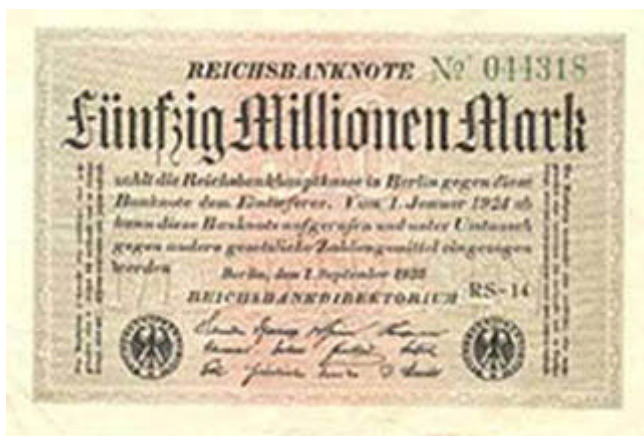 REICHSBANKNOTE № 044318
Fünfzig Millionen Mark
zahlt die Reichsbankhauptkasse in Berlin gegen diese
Banknote dem Einlieferer. Vom 1. Januar 1924 ab
kann diese Banknote aufgerufen und unter Umtausch
gegen andere gesetzliche Zahlungsmittel eingezogen
werden
Berlin, den 1. September 1923
REICHSBANKDIREKTORIUM RS-14